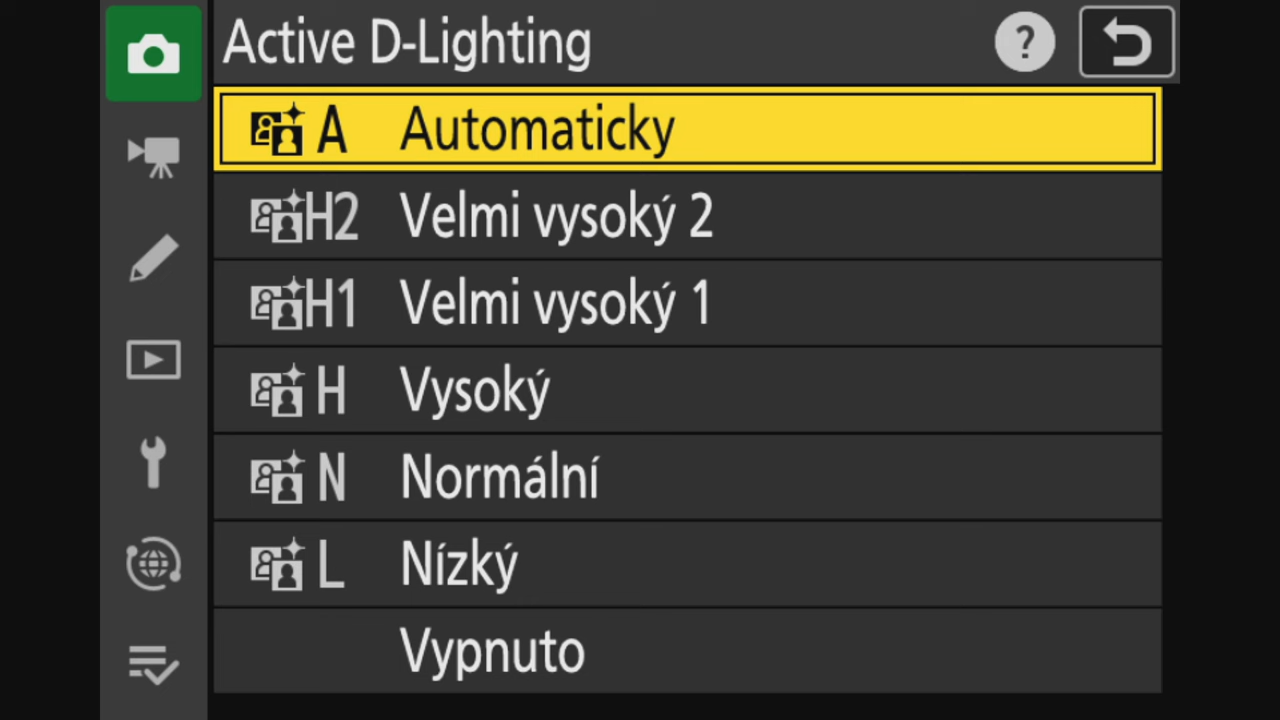 Active D-Lighting ?
A Automaticky
H2 Velmi vysoký 2
H1 Velmi vysoký 1
H Vysoký
N Normální
L Nízký
Vypnuto